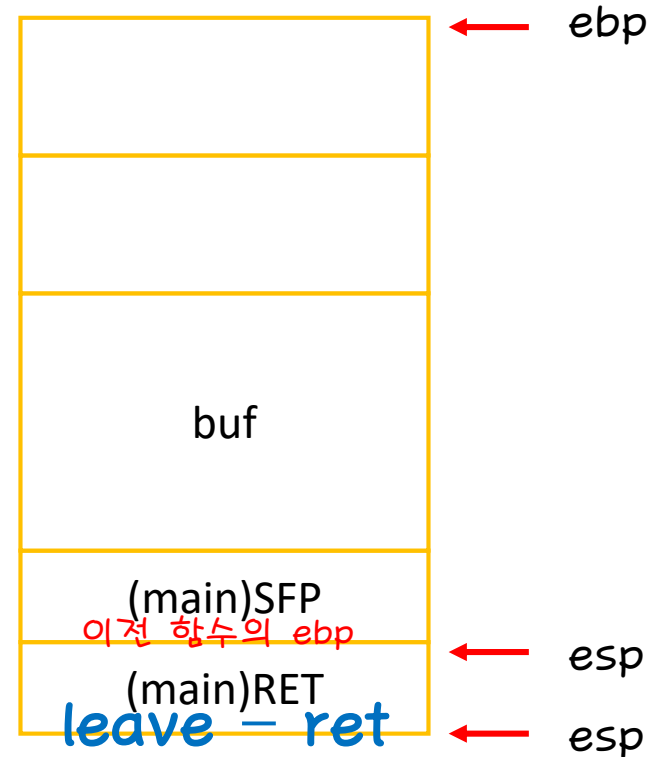 ebp
buf
(main)SFP
이전 함수의 ebp
esp
(main)RET
leave – ret
esp